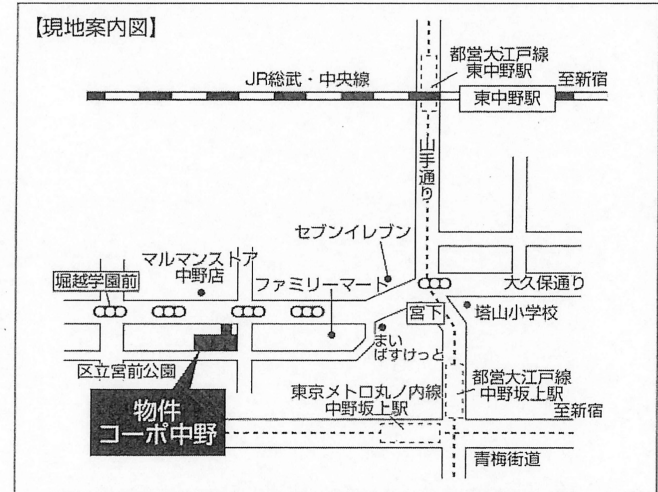 【現地案内図】
都営大江戸線
東中野駅
JR総武・中央線
至新宿
東中野駅
山手通り
セブンイレブン
マルマンストア
中野店
ファミリーマート
堀越学園前
大久保通り
宮下
塔山小学校
まい
ばすけっと
区立宮前公園
都営大江戸線
中野坂上駅
東京メトロ丸ノ内線
中野坂上駅
至新宿
物件
コーポ中野
青梅街道